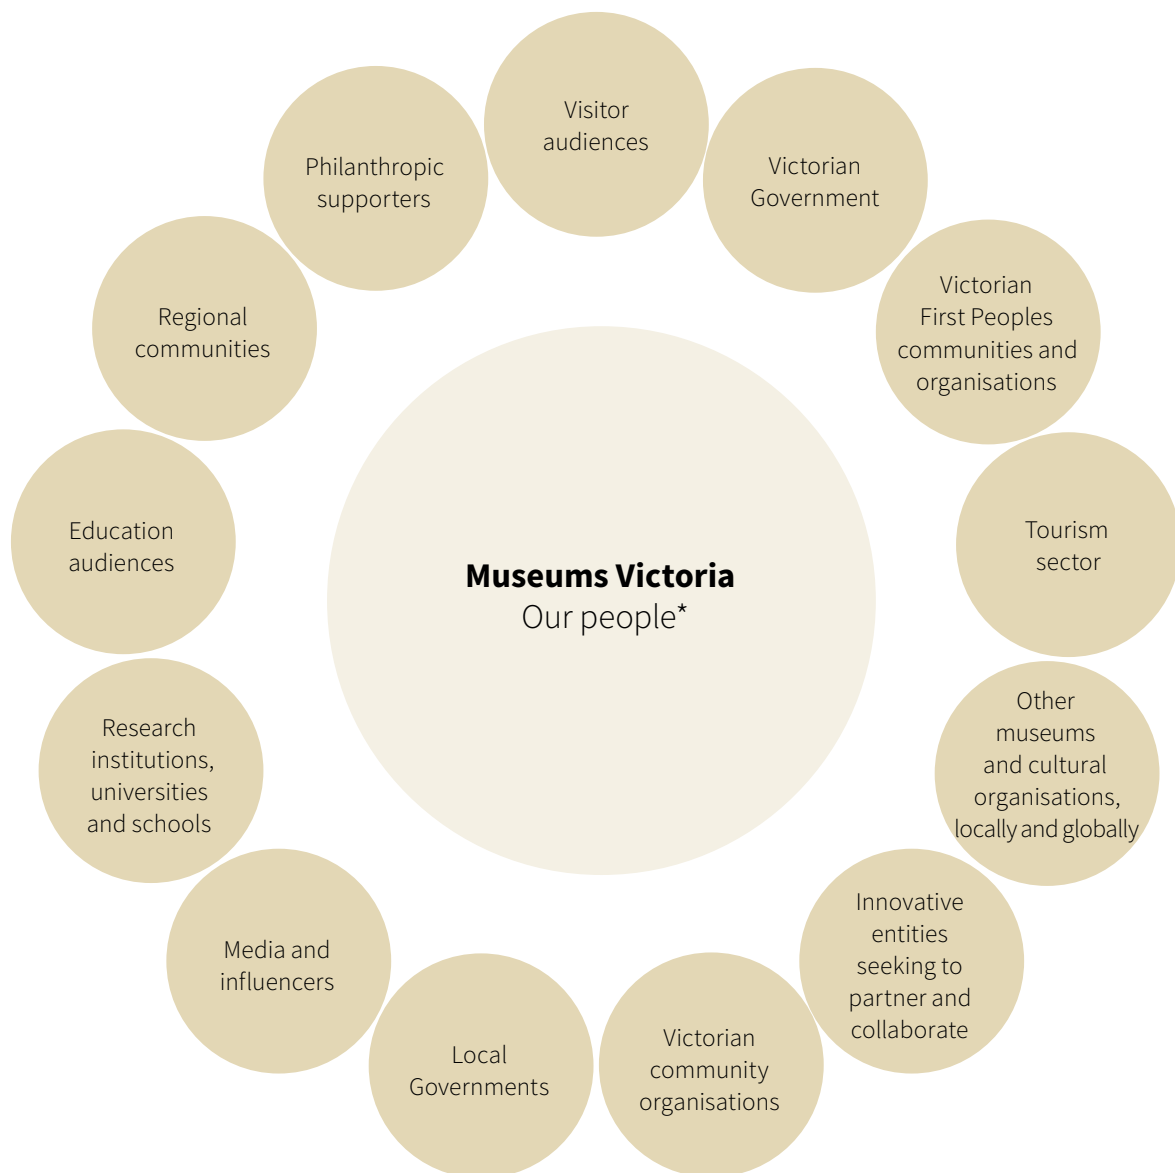 Visitor
audiences
Victorian
Government
Victorian
First Peoples
communities and
organisations
Tourism
sector
Other
museums
and cultural
organisations,
locally and globally
Innovative
entities
seeking to
partner and
collaborate
Victorian
community
organisations
Local
Governments
Media and
influencers
Research
institutions,
universities
and schools
Education
audiences
Regional
communities
Philanthropic
supporters
Museums Victoria
Our people*